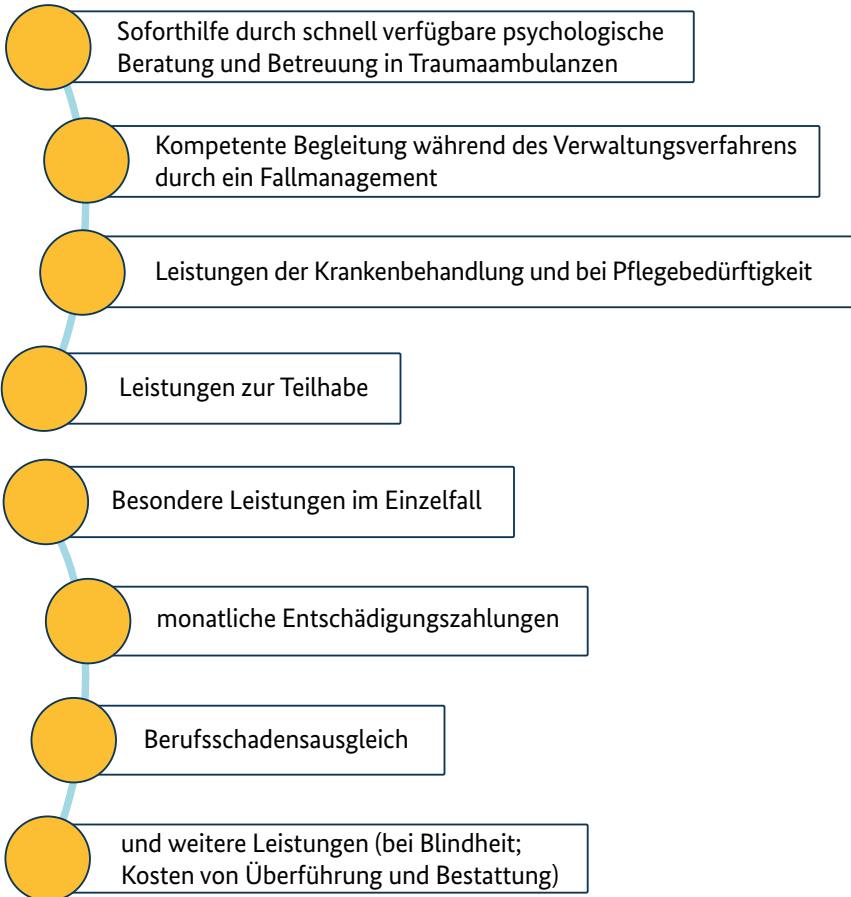 Soforthilfe durch schnell verfügbare psychologische
Beratung und Betreuung in Traumaambulanzen
Kompetente Begleitung während des Verwaltungsverfahrens
durch ein Fallmanagement
Leistungen der Krankenbehandlung und bei Pflegebedürftigkeit
Leistungen zur Teilhabe
Besondere Leistungen im Einzelfall
monatliche Entschädigungszahlungen
Berufsschadensausgleich
und weitere Leistungen (bei Blindheit;
Kosten von Überführung und Bestattung)